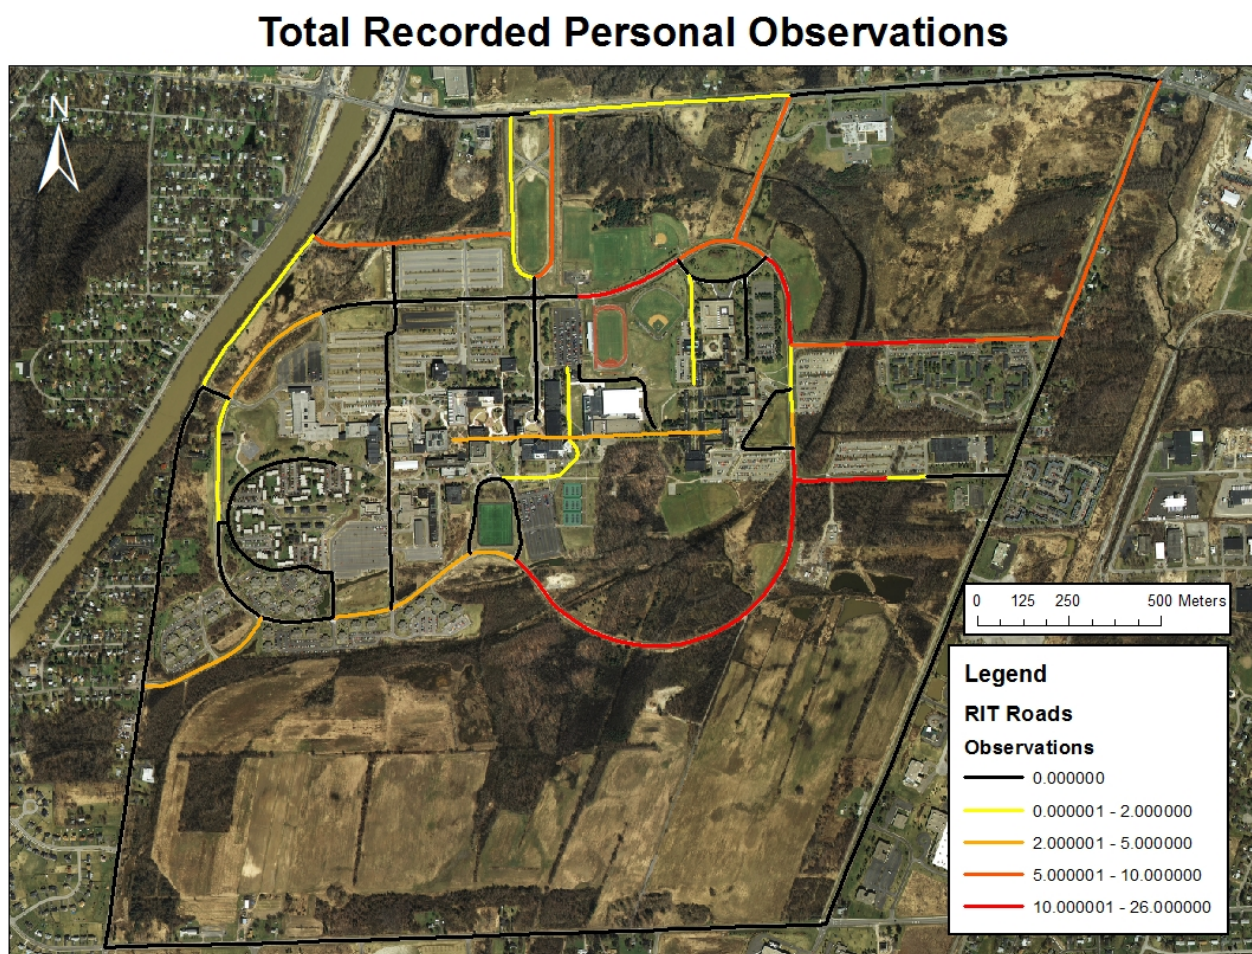 Total Recorded Personal Observations
N
0 125 250 500 Meters
Legend
RIT Roads
Observations
0.000000
0.000001 - 2.000000
2.000001 - 5.000000
5.000001 - 10.000000
10.000001 - 26.000000